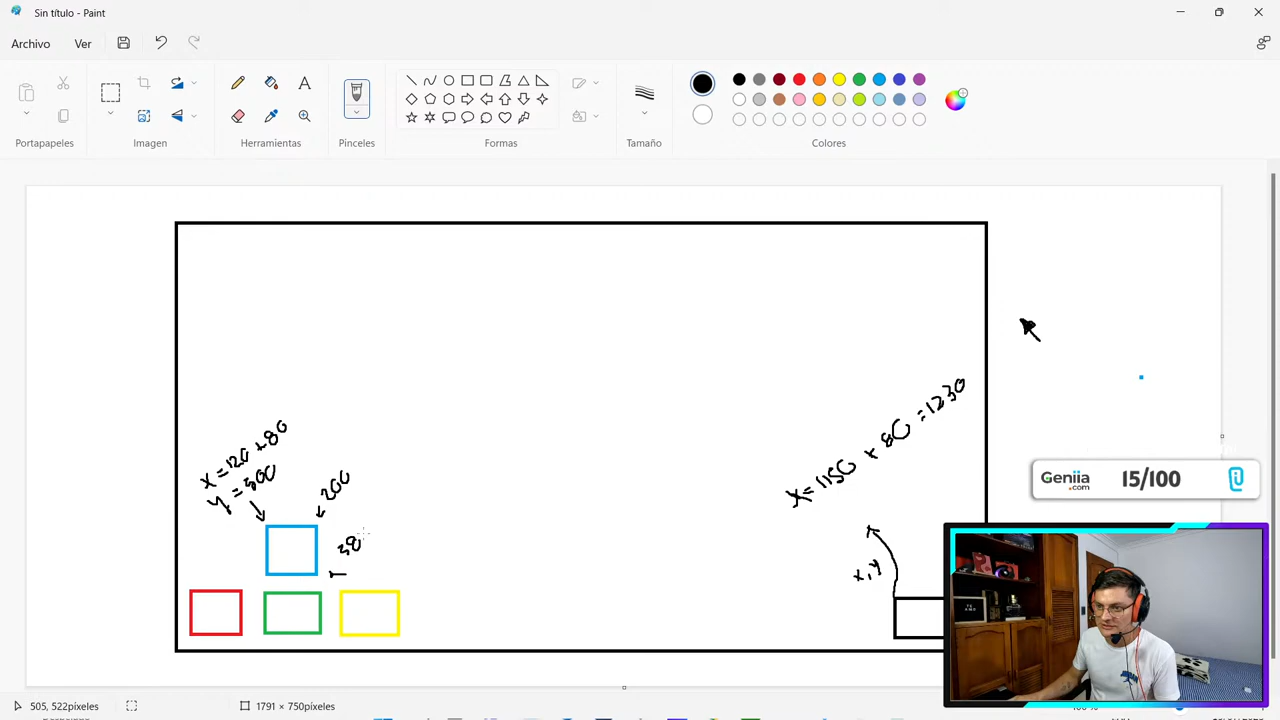 Sin título - Paint
Archivo
Ver
Portapapeles
Imagen
Herramientas
Pinceles
Formas
Tamaño
Colores
x = 120 + 80
y = 300
200
38
x = 1150 + 80 = 1230
x, y
Geniia
.com
15/100
505, 522píxeles
1791 × 750píxeles